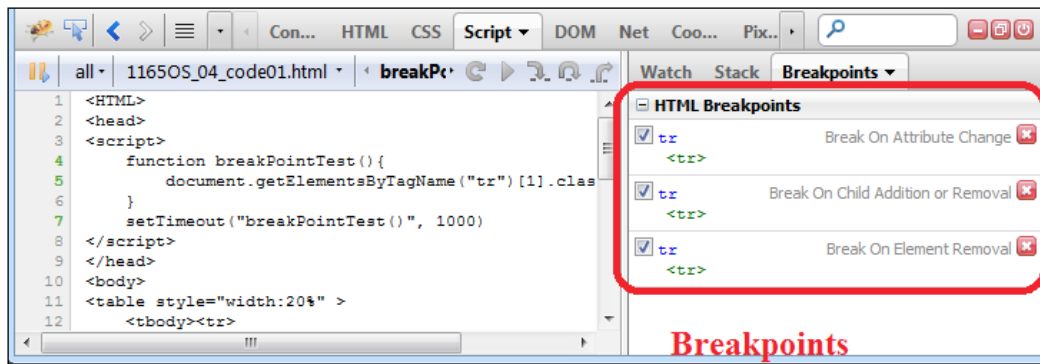 Con... HTML CSS Script DOM Net Coo... Pix..
all 1165OS_04_code01.html breakPo
Watch Stack Breakpoints
1 <HTML>
2 <head>
3 <script>
4 function breakPointTest(){
5 document.getElementsByTagName("tr")[1].clas
6 }
7 setTimeout("breakPointTest()", 1000)
8 </script>
9 </head>
10 <body>
11 <table style="width:20%" >
12 <tbody><tr>
HTML Breakpoints
tr Break On Attribute Change
<tr>
tr Break On Child Addition or Removal
<tr>
tr Break On Element Removal
<tr>
Breakpoints